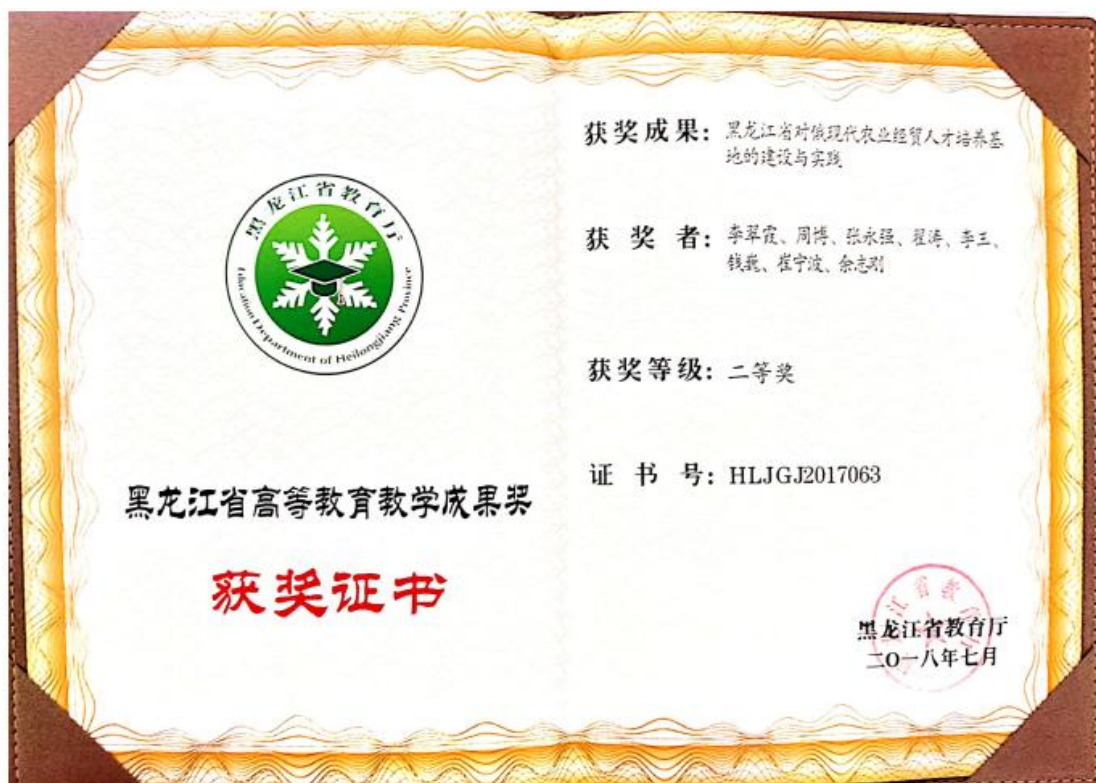 黑龙江省教育厅
Education Department of Heilongjiang Province
黑龙江省高等教育教学成果奖
获奖证书
获奖成果：黑龙江省对俄现代农业经贸人才培养基
地的建设与实践
获奖者：李翠霞、周博、张永强、翟涛、李玉、
钱巍、崔宁波、余志刚
获奖等级：二等奖
证书号：HLJGJ2017063
黑龙江省教育厅
二〇一八年七月